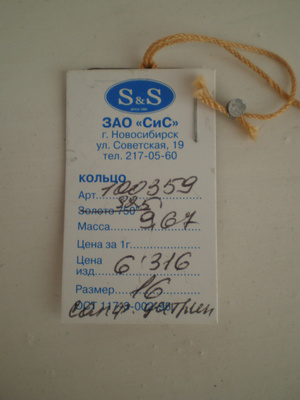 S&S
ЗАО «СиС»
г. Новосибирск
ул. Советская, 19
тел. 217-05-60
КОЛЬЦО
Арт. 100359
925
Золото 750
Масса 9,67
Цена за 1г.
Цена
изд. 6'316
Размер 16